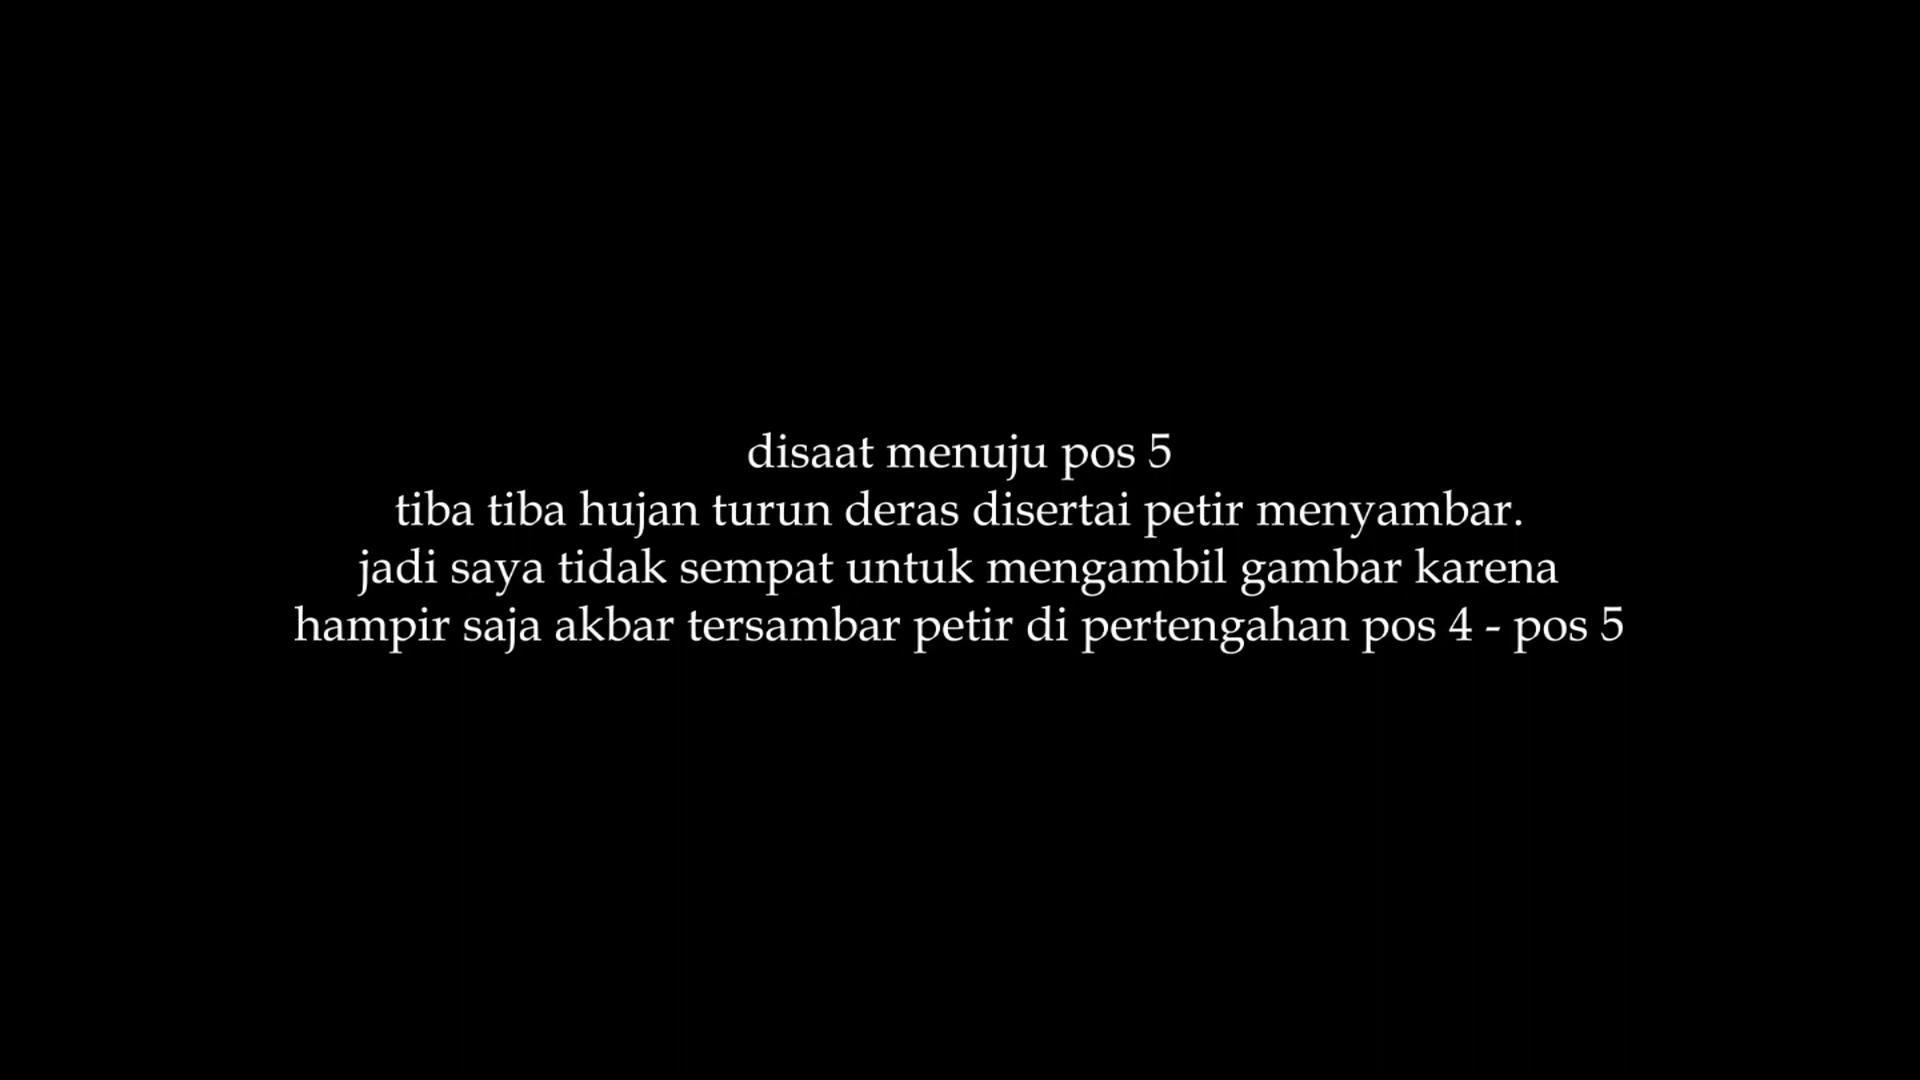 disaat menuju pos 5
tiba tiba hujan turun deras disertai petir menyambar.
jadi saya tidak sempat untuk mengambil gambar karena
hampir saja akbar tersambar petir di pertengahan pos 4 - pos 5